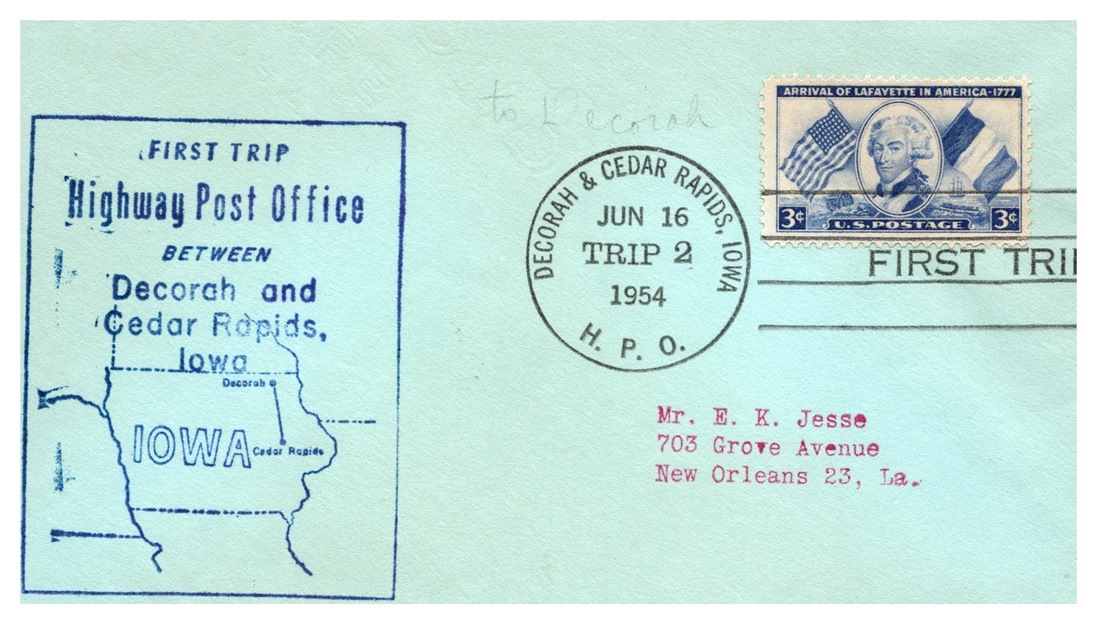 FIRST TRIP
Highway Post Office
BETWEEN
Decorah and
Cedar Rapids,
Iowa
Decorah
IOWA
Cedar Rapids
to Decorah
DECORAH & CEDAR RAPIDS, IOWA
JUN 16
TRIP 2
1954
H. P. O.
ARRIVAL OF LAFAYETTE IN AMERICA-1777
3¢ 3¢
U.S. POSTAGE
FIRST TRI
Mr. E. K. Jesse
703 Grove Avenue
New Orleans 23, La.